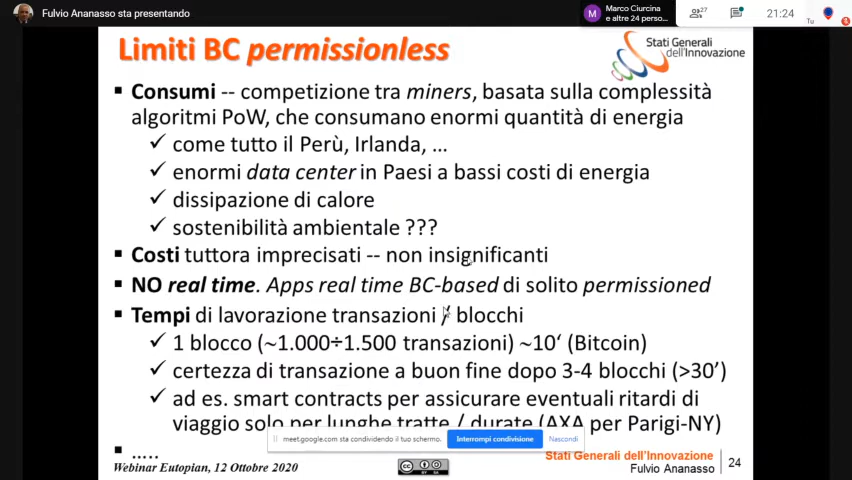 Fulvio Ananasso sta presentando
Marco Ciurcina
e altre 24 perso...
27
21:24
Tu
M
Limiti BC permissionless
Stati Generali
dell'Innovazione
▪ Consumi -- competizione tra miners, basata sulla complessità
algoritmi PoW, che consumano enormi quantità di energia
✓ come tutto il Perù, Irlanda, …
✓ enormi data center in Paesi a bassi costi di energia
✓ dissipazione di calore
✓ sostenibilità ambientale ???
▪ Costi tuttora imprecisati -- non insignificanti
▪ NO real time. Apps real time BC-based di solito permissioned
▪ Tempi di lavorazione transazioni / blocchi
✓ 1 blocco (~1.000÷1.500 transazioni) ~10‘ (Bitcoin)
✓ certezza di transazione a buon fine dopo 3-4 blocchi (>30’)
✓ ad es. smart contracts per assicurare eventuali ritardi di
viaggio solo per lunghe tratte / durate (AXA per Parigi-NY)
meet.google.com sta condividendo il tuo schermo.
Interrompi condivisione
Nascondi
▪ …..
Webinar Eutopian, 12 Ottobre 2020
cc
BY SA
Stati Generali dell'Innovazione
Fulvio Ananasso
24